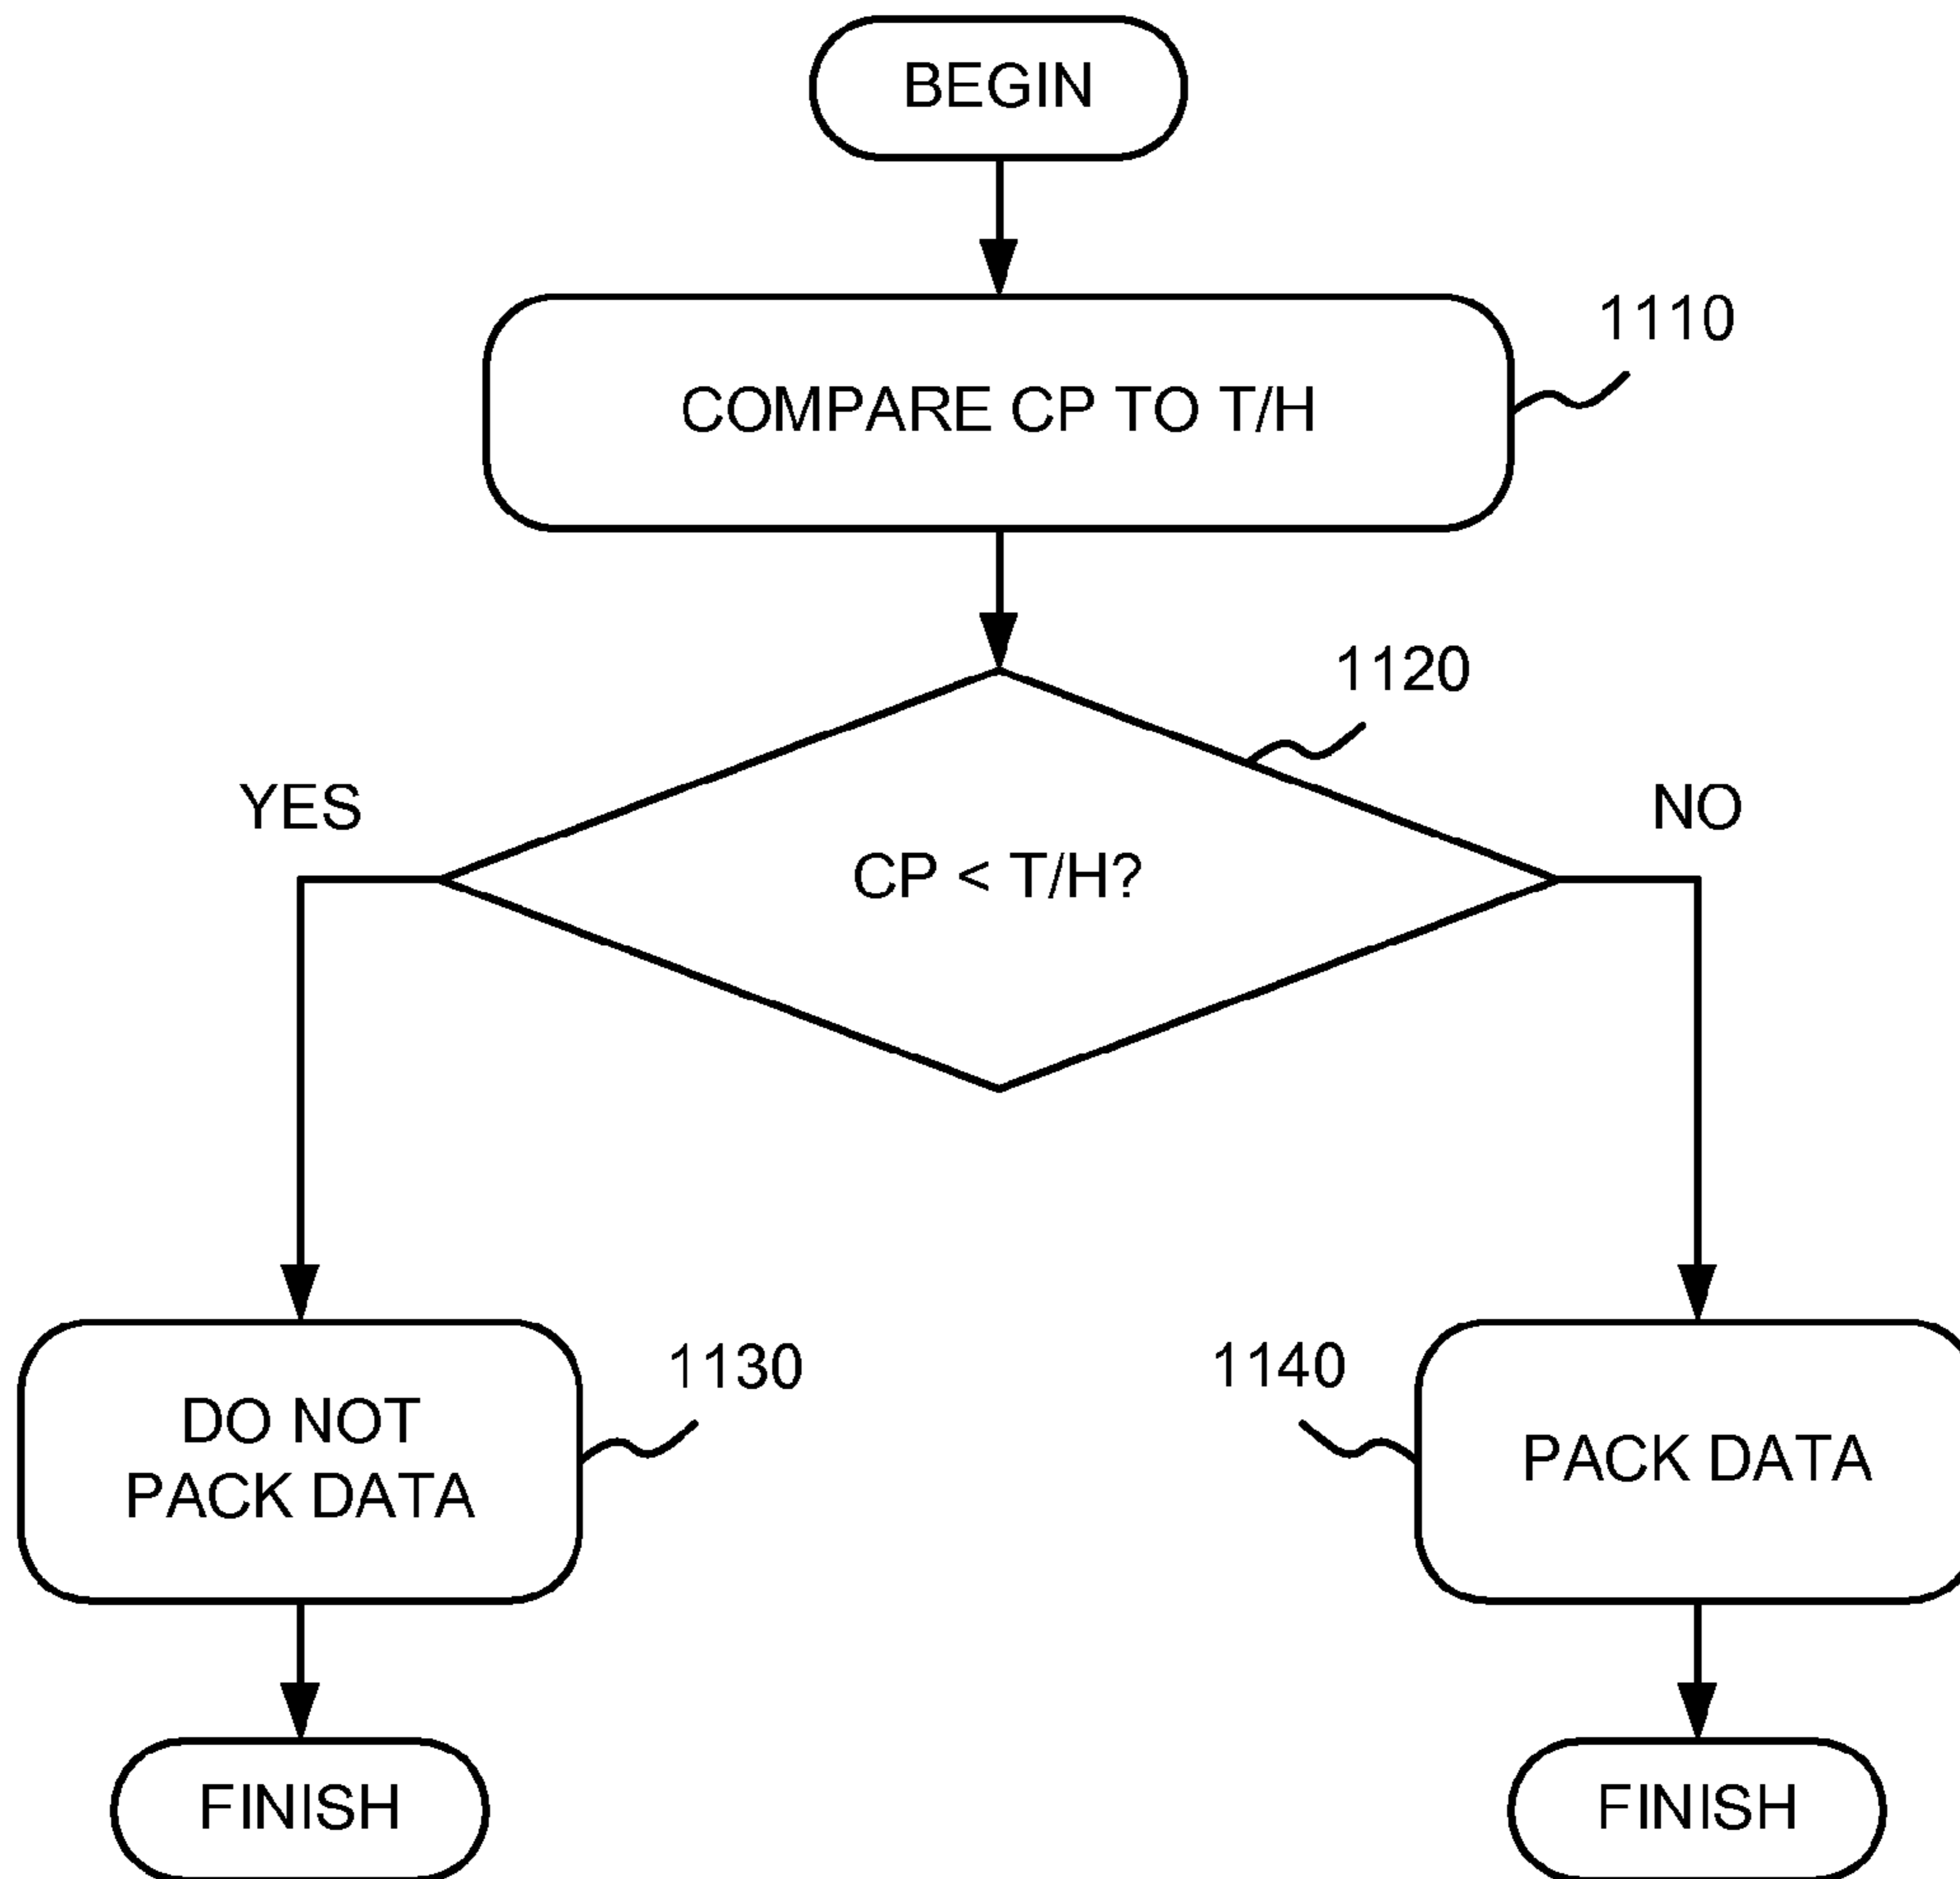 BEGIN
COMPARE CP TO T/H
1110
1120
YES
CP < T/H?
NO
DO NOT
PACK DATA
1130
1140
PACK DATA
FINISH
FINISH